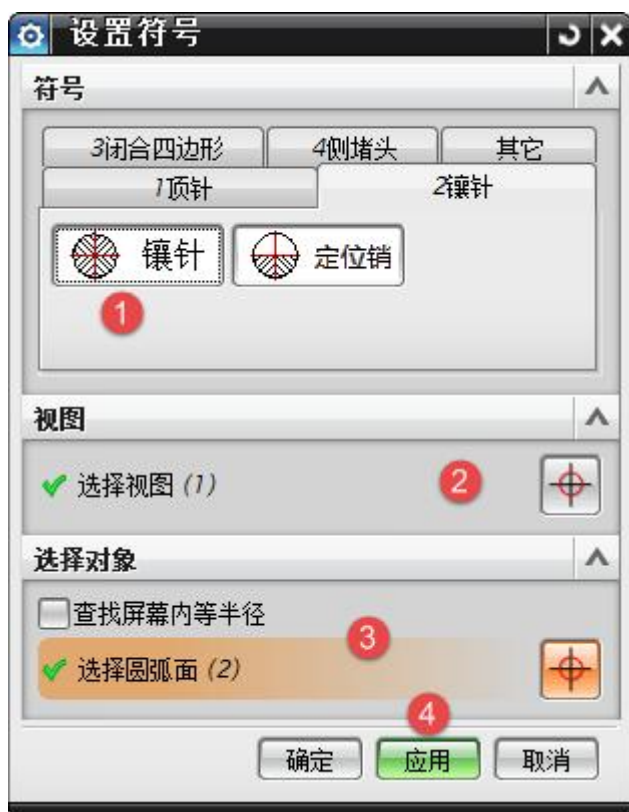 设置符号
符号
3闭合四边形 4侧堵头 其它
1顶针 2镶针
镶针 定位销
1
视图
选择视图 (1) 2
选择对象
查找屏幕内等半径
3
选择圆弧面 (2)
4
确定 应用 取消